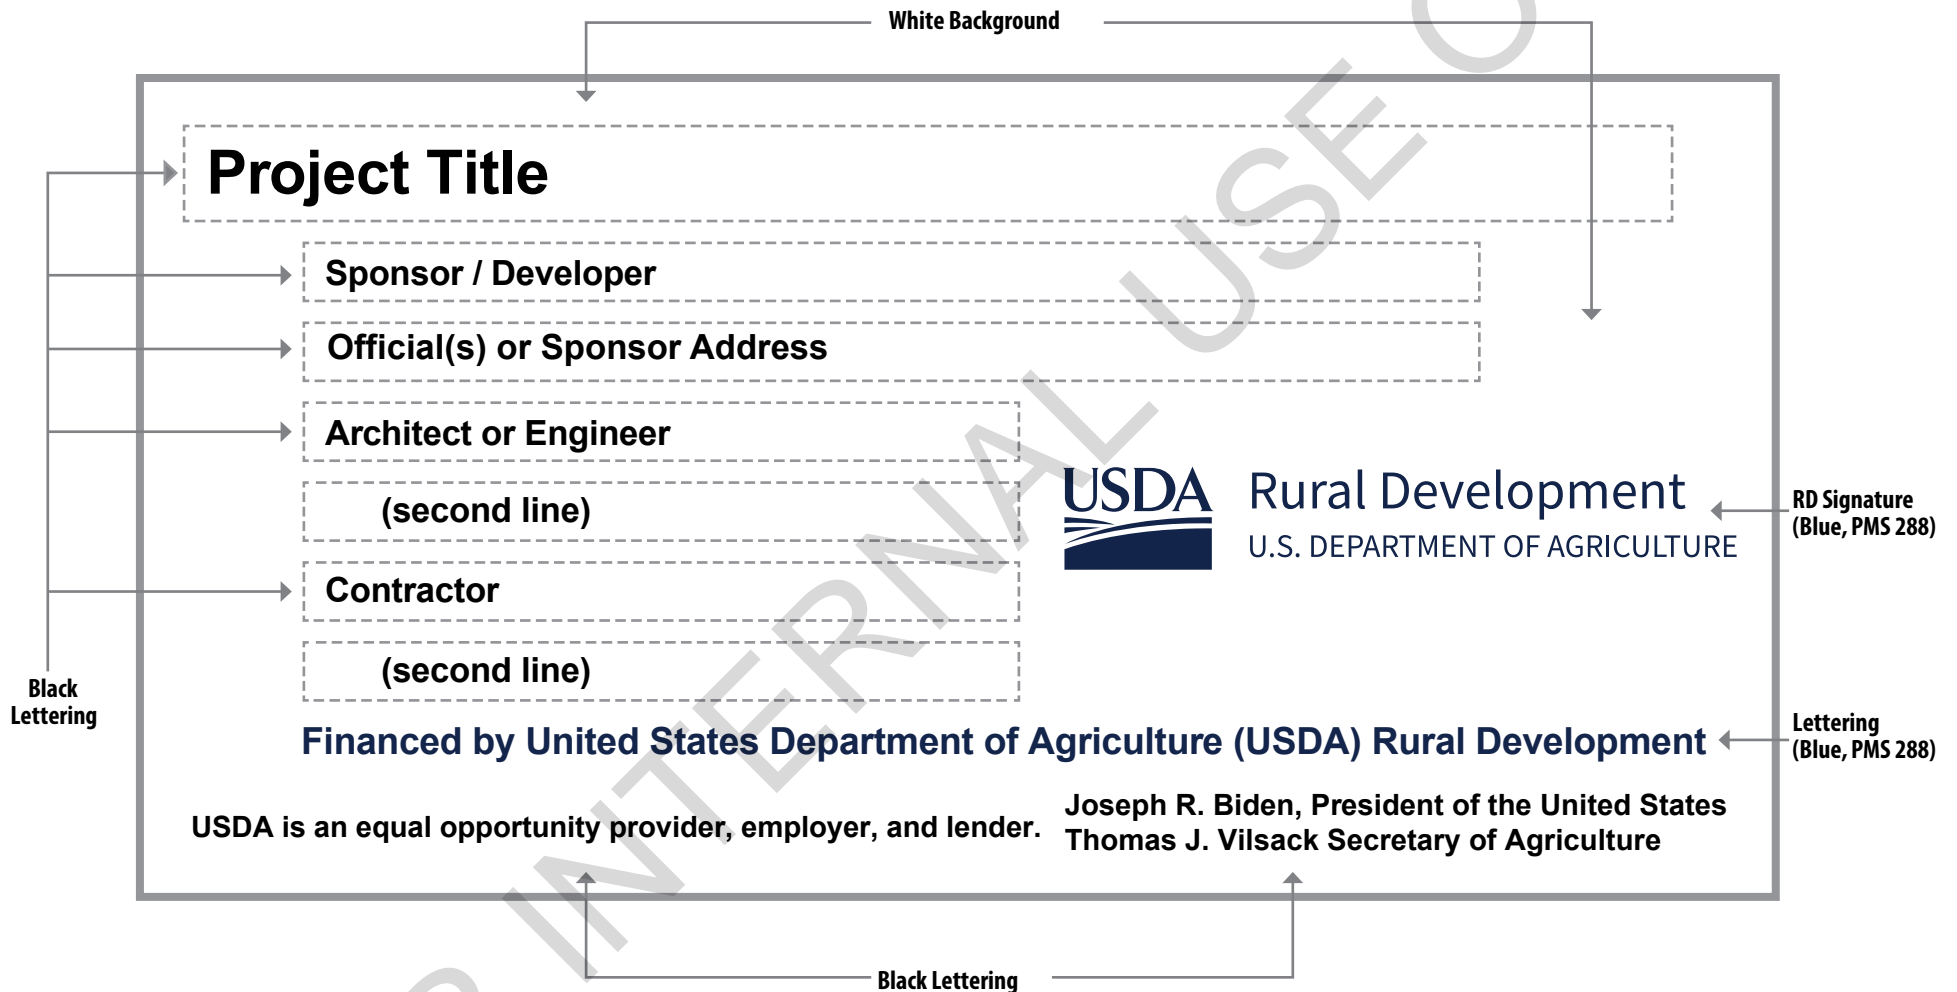 White Background
Project Title
Sponsor / Developer
Official(s) or Sponsor Address
Architect or Engineer
(second line)
Contractor
(second line)
USDA Rural Development
U.S. DEPARTMENT OF AGRICULTURE
RD Signature
(Blue, PMS 288)
Black
Lettering
Financed by United States Department of Agriculture (USDA) Rural Development
Lettering
(Blue, PMS 288)
USDA is an equal opportunity provider, employer, and lender.
Joseph R. Biden, President of the United States
Thomas J. Vilsack Secretary of Agriculture
Black Lettering
INTERNAL USE